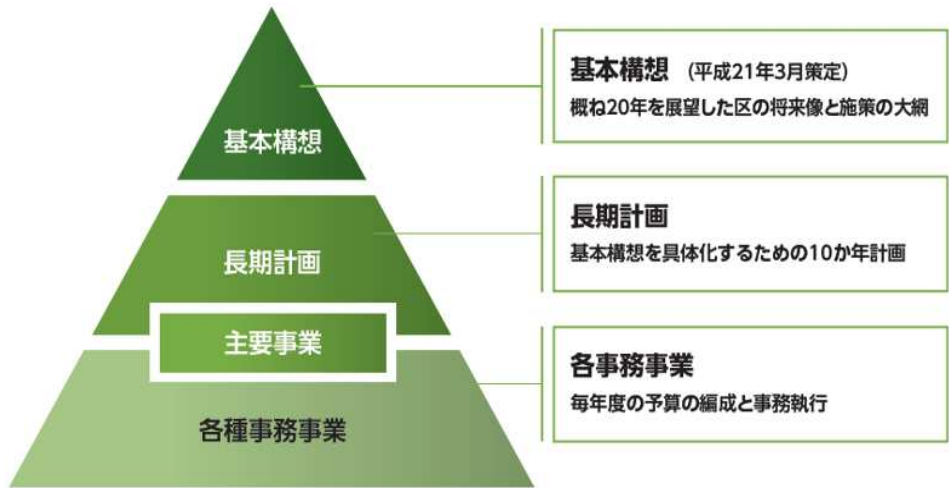 基本構想
長期計画
主要事業
各種事務事業
基本構想 (平成21年3月策定)
概ね20年を展望した区の将来像と施策の大綱
長期計画
基本構想を具体化するための10か年計画
各事務事業
毎年度の予算の編成と事務執行